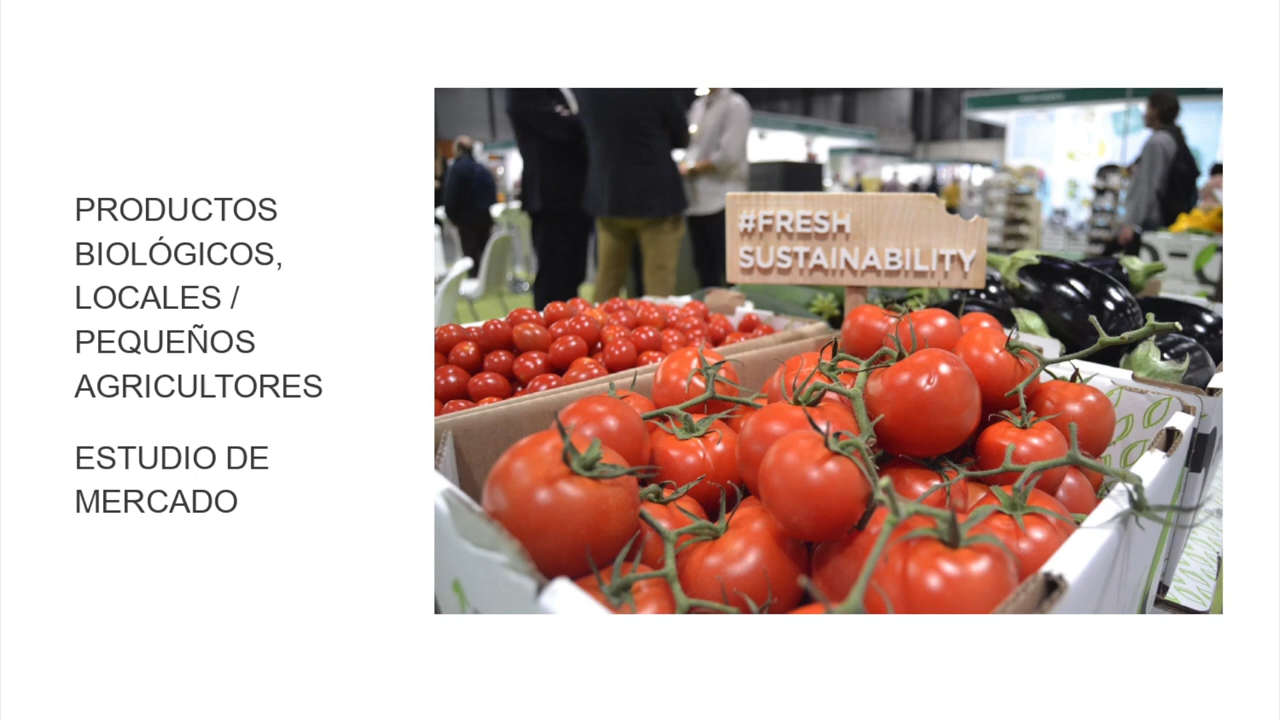 PRODUCTOS
BIOLÓGICOS,
LOCALES /
PEQUEÑOS
AGRICULTORES
ESTUDIO DE
MERCADO
#FRESH
SUSTAINABILITY